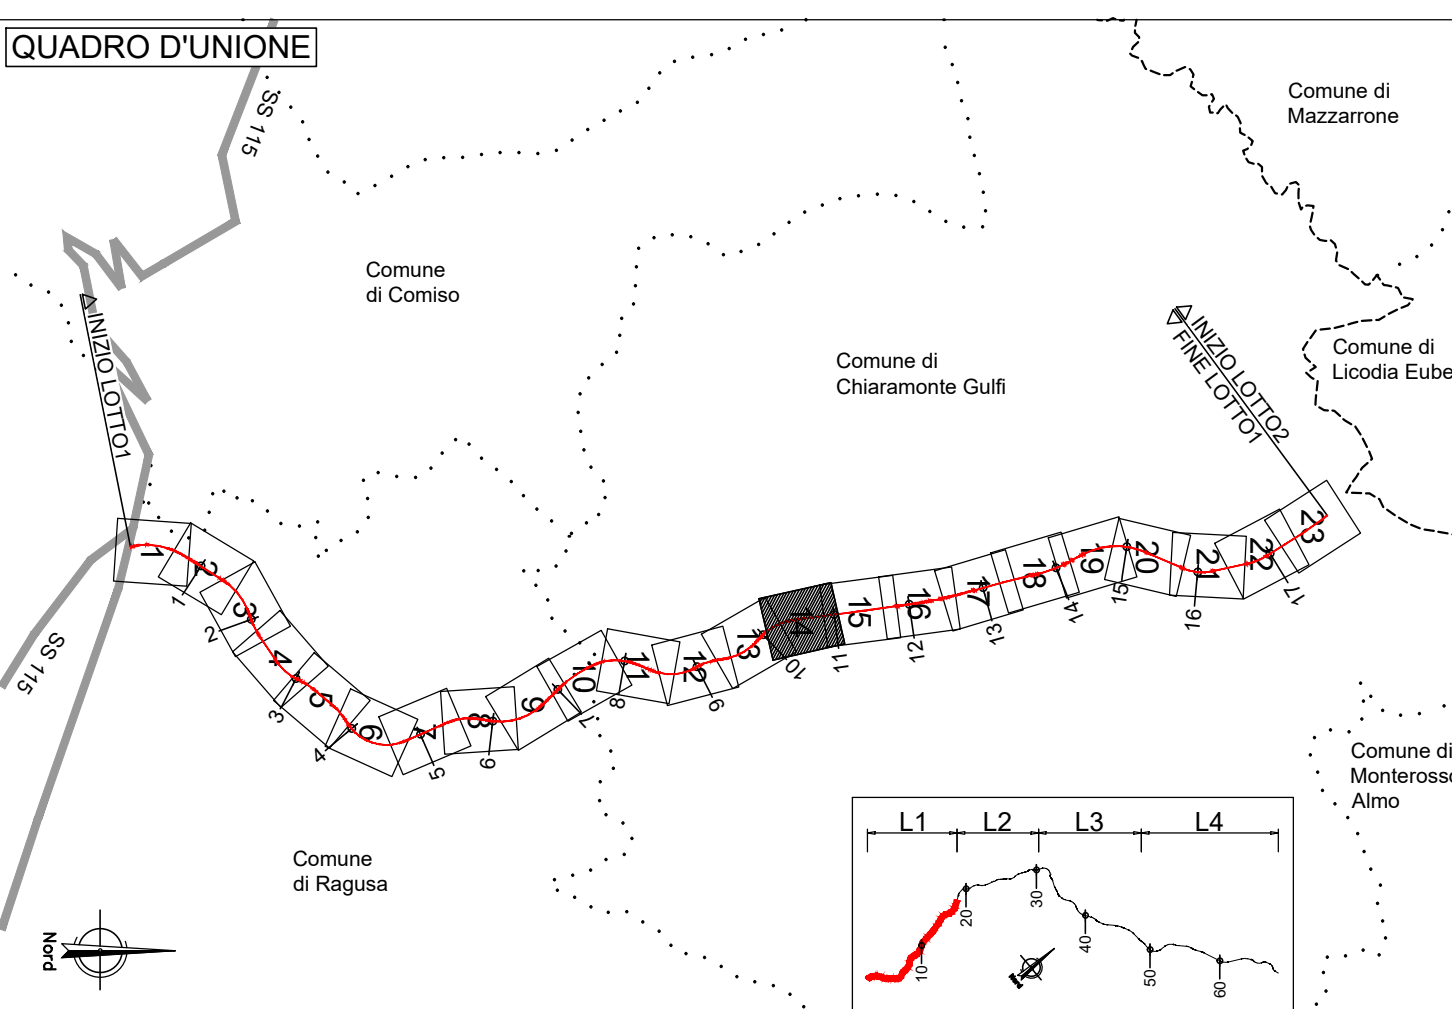 QUADRO D'UNIONE
SS 115
Comune di
Mazzarrone
Comune
di Comiso
INIZIO LOTTO1
Comune di
Chiaramonte Gulfi
INIZIO LOTTO2
FINE LOTTO1
Comune di
Licodia Eube
SS 115
1
2
3
4
5
6
7
8
9
10
11
12
13
14
15
16
17
18
19
20
21
22
23
1
2
3
4
5
6
7
8
9
10
11
12
13
14
15
16
17
Comune di
Monterosso
Almo
Comune
di Ragusa
Nord
L1
L2
L3
L4
10
20
30
40
50
60
Nord